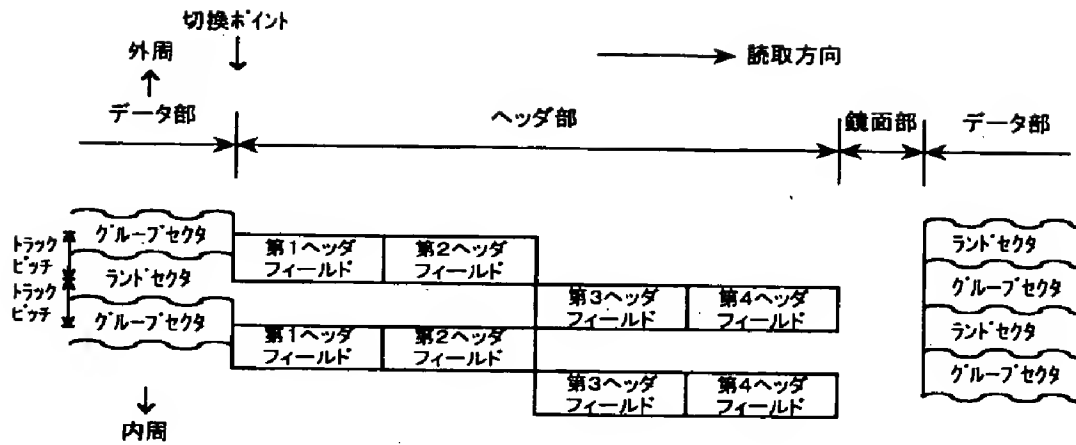 切換ポイント
外周
読取方向
データ部
ヘッダ部
鏡面部
データ部
トラック
ピッチ
トラック
ピッチ
グルーブセクタ
ランドセクタ
グルーブセクタ
第1ヘッダ
フィールド
第2ヘッダ
フィールド
第3ヘッダ
フィールド
第4ヘッダ
フィールド
第1ヘッダ
フィールド
第2ヘッダ
フィールド
第3ヘッダ
フィールド
第4ヘッダ
フィールド
ランドセクタ
グルーブセクタ
ランドセクタ
グルーブセクタ
内周